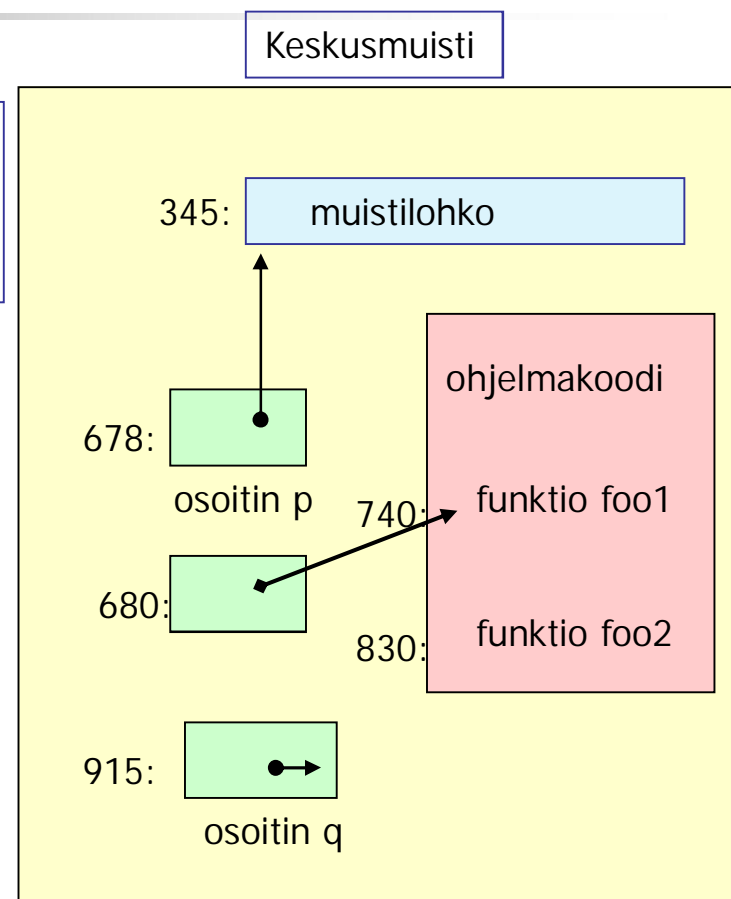 Keskusmuisti
345: muistilohko
ohjelmakoodi
678:
osoitin p
740: funktio foo1
680:
830: funktio foo2
915:
osoitin q